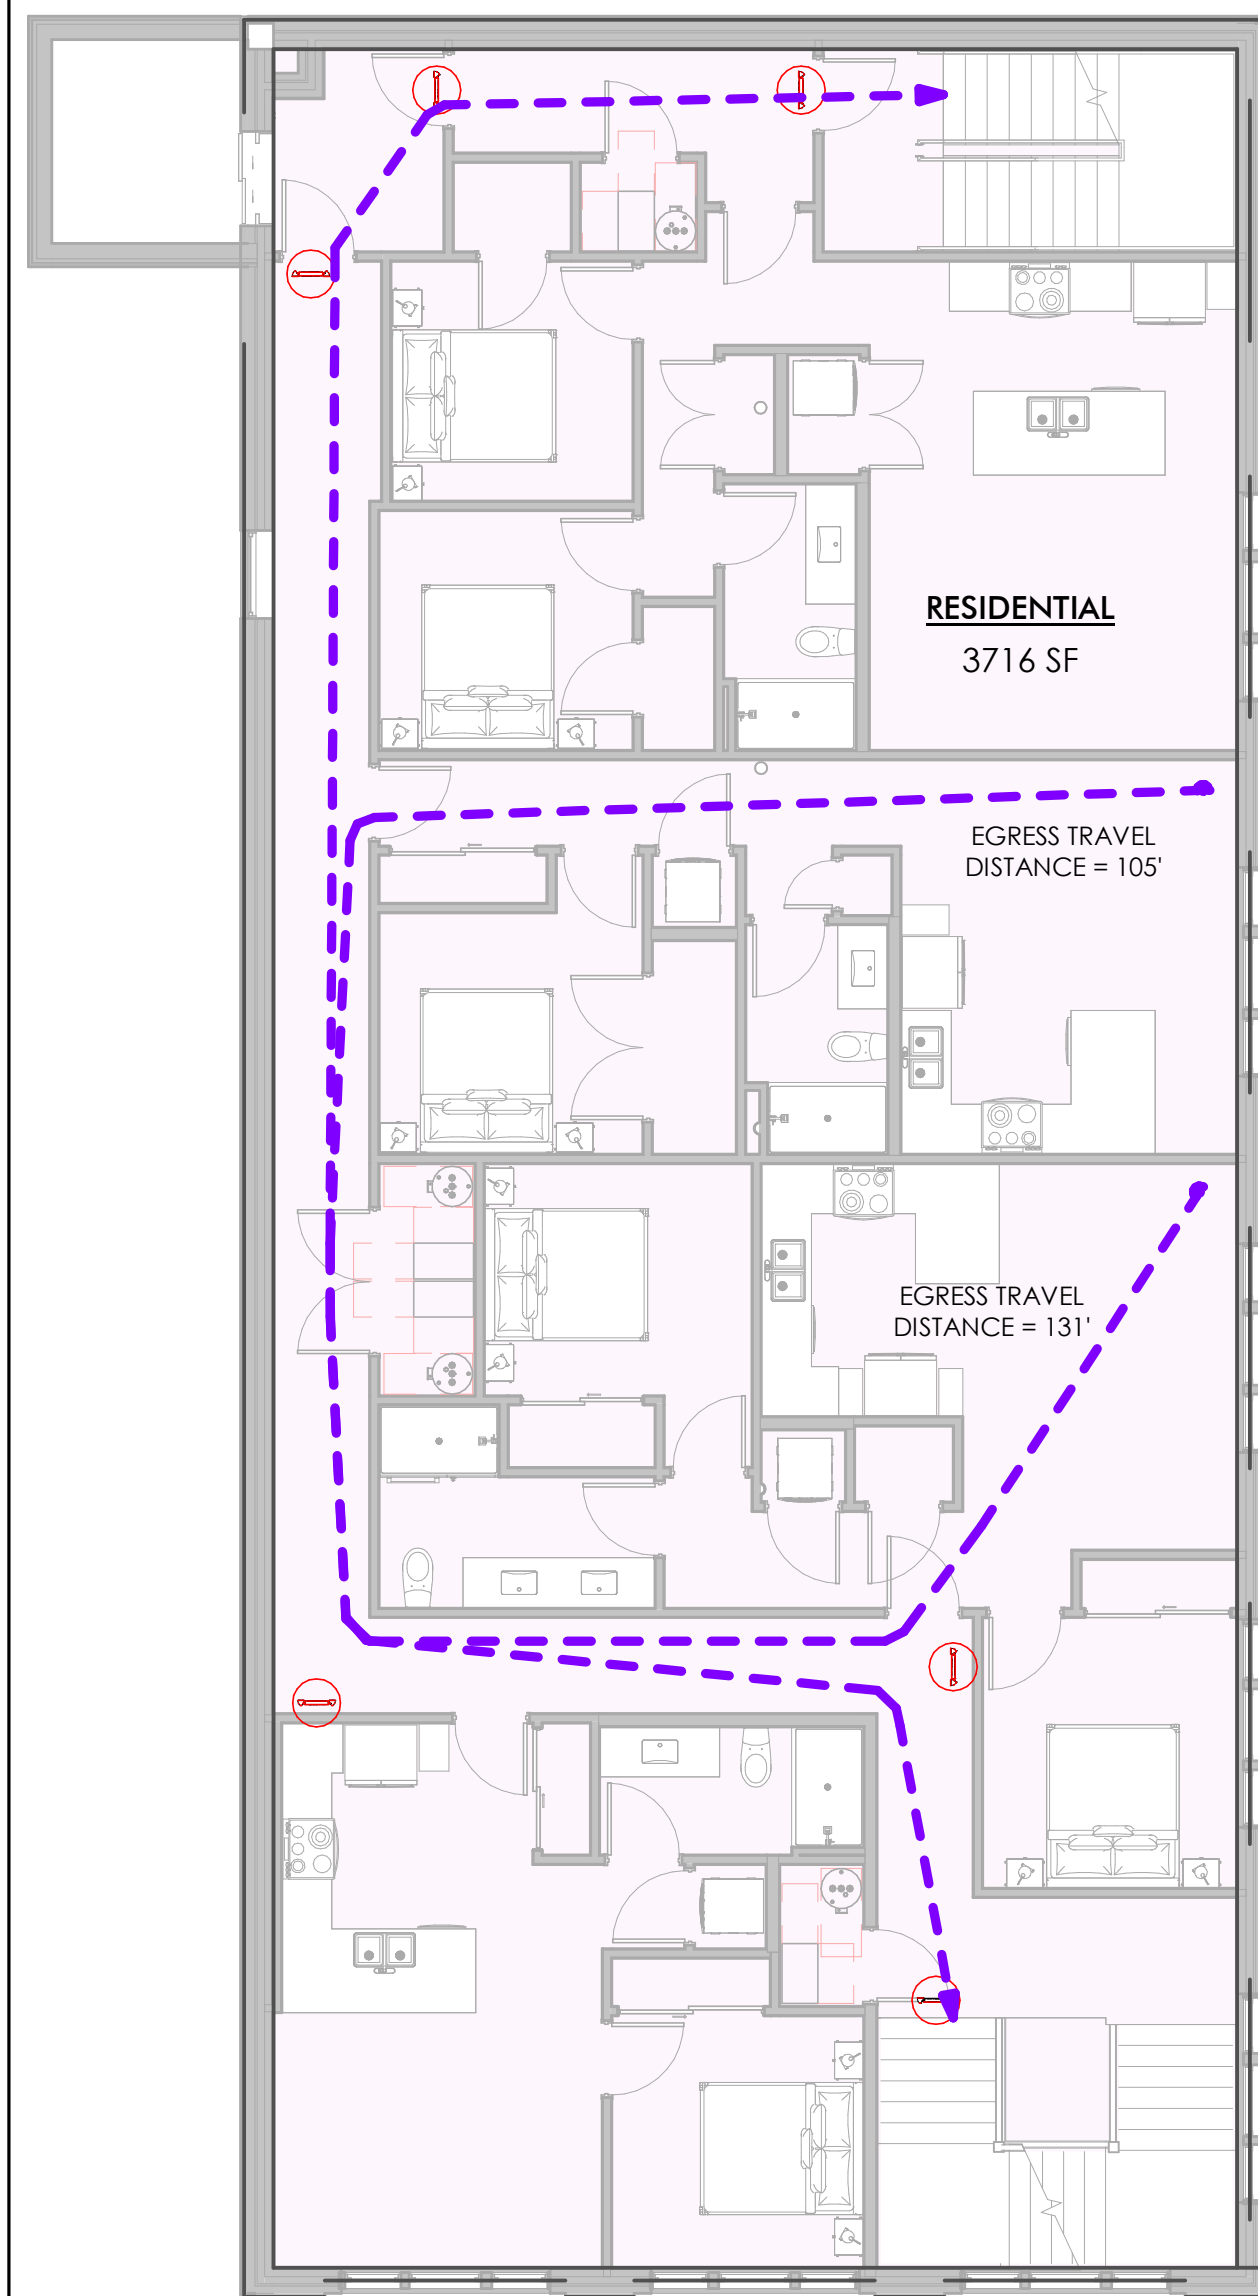 RESIDENTIAL
3716 SF
EGRESS TRAVEL
DISTANCE = 105'
EGRESS TRAVEL
DISTANCE = 131'